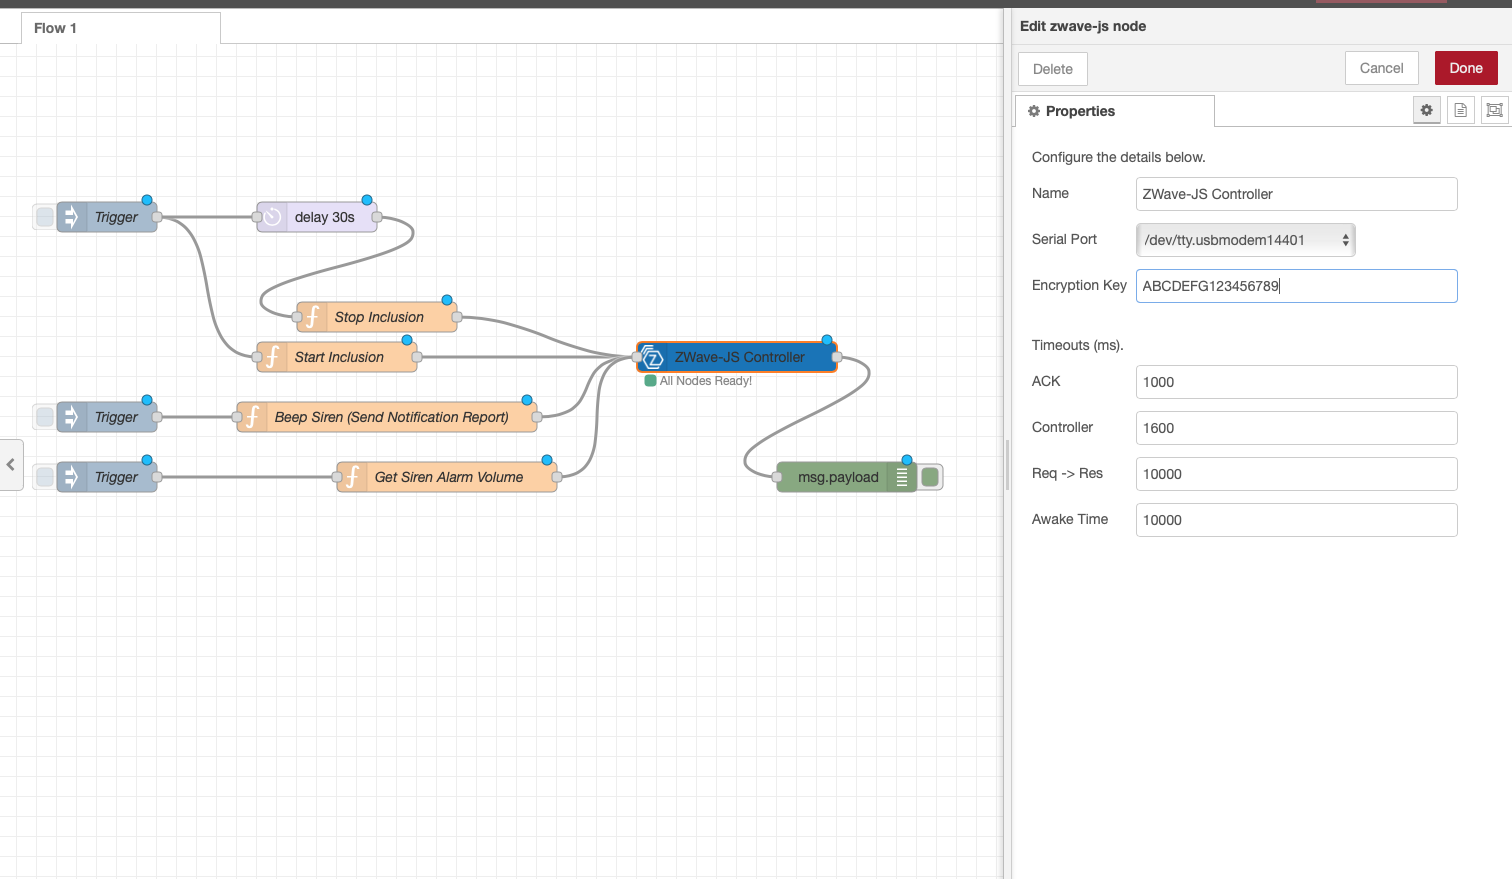 Flow 1
Trigger
delay 30s
Stop Inclusion
Start Inclusion
ZWave-JS Controller
All Nodes Ready!
Trigger
Beep Siren (Send Notification Report)
Trigger
Get Siren Alarm Volume
msg.payload
Edit zwave-js node
Delete
Cancel
Done
Properties
Configure the details below.
Name
ZWave-JS Controller
Serial Port
/dev/tty.usbmodem14401
Encryption Key
ABCDEFG123456789
Timeouts (ms).
ACK
1000
Controller
1600
Req -> Res
10000
Awake Time
10000